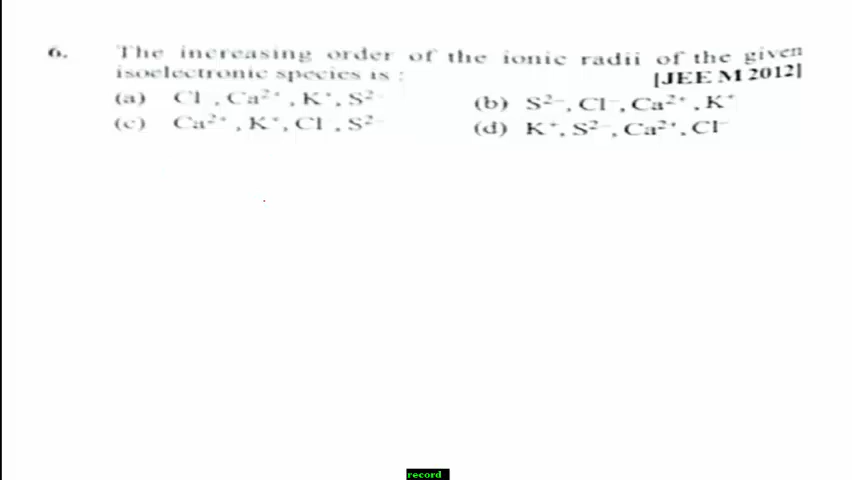 6. The increasing order of the ionic radii of the given
isoelectronic species is :
[JEE M 2012]
(a) Cl⁻, Ca²⁺, K⁺, S²⁻ (b) S²⁻, Cl⁻, Ca²⁺, K⁺
(c) Ca²⁺, K⁺, Cl⁻, S²⁻ (d) K⁺, S²⁻, Ca²⁺, Cl⁻
record